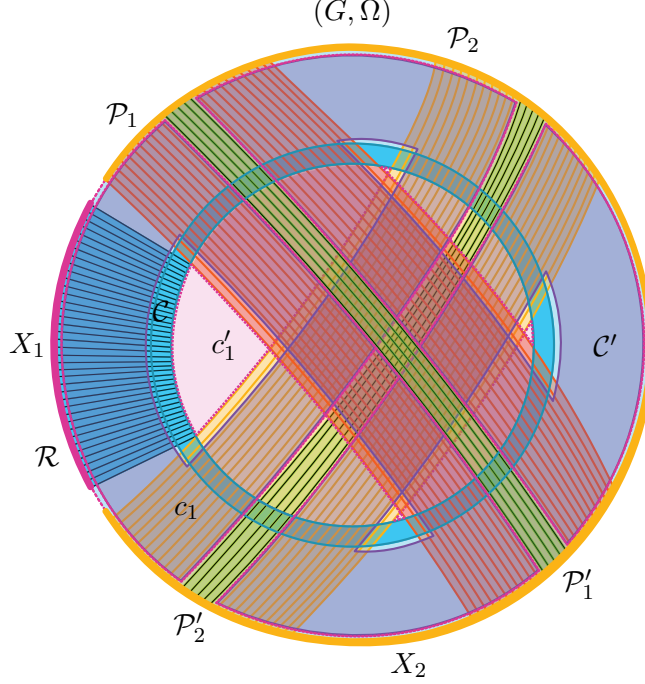 (G, Ω)
𝒫₂
𝒫₁
𝒞
X₁
c′₁
𝒞′
ℛ
c₁
𝒫′₁
𝒫′₂
X₂